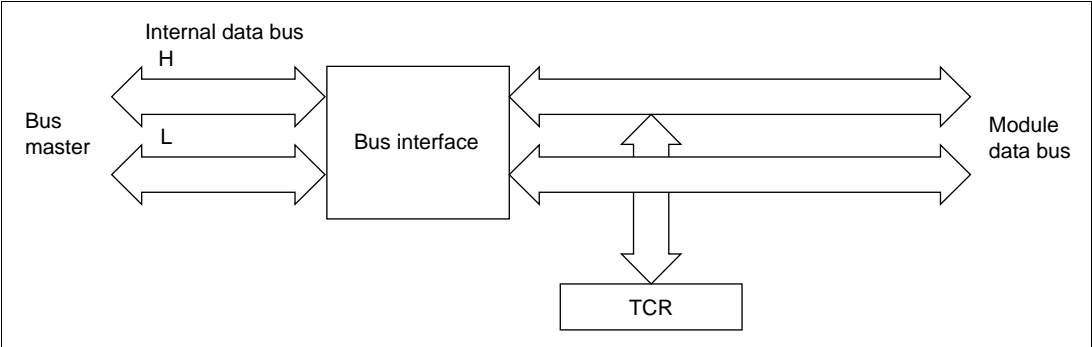 Internal data bus
H
Bus
master
L
Bus interface
Module
data bus
TCR